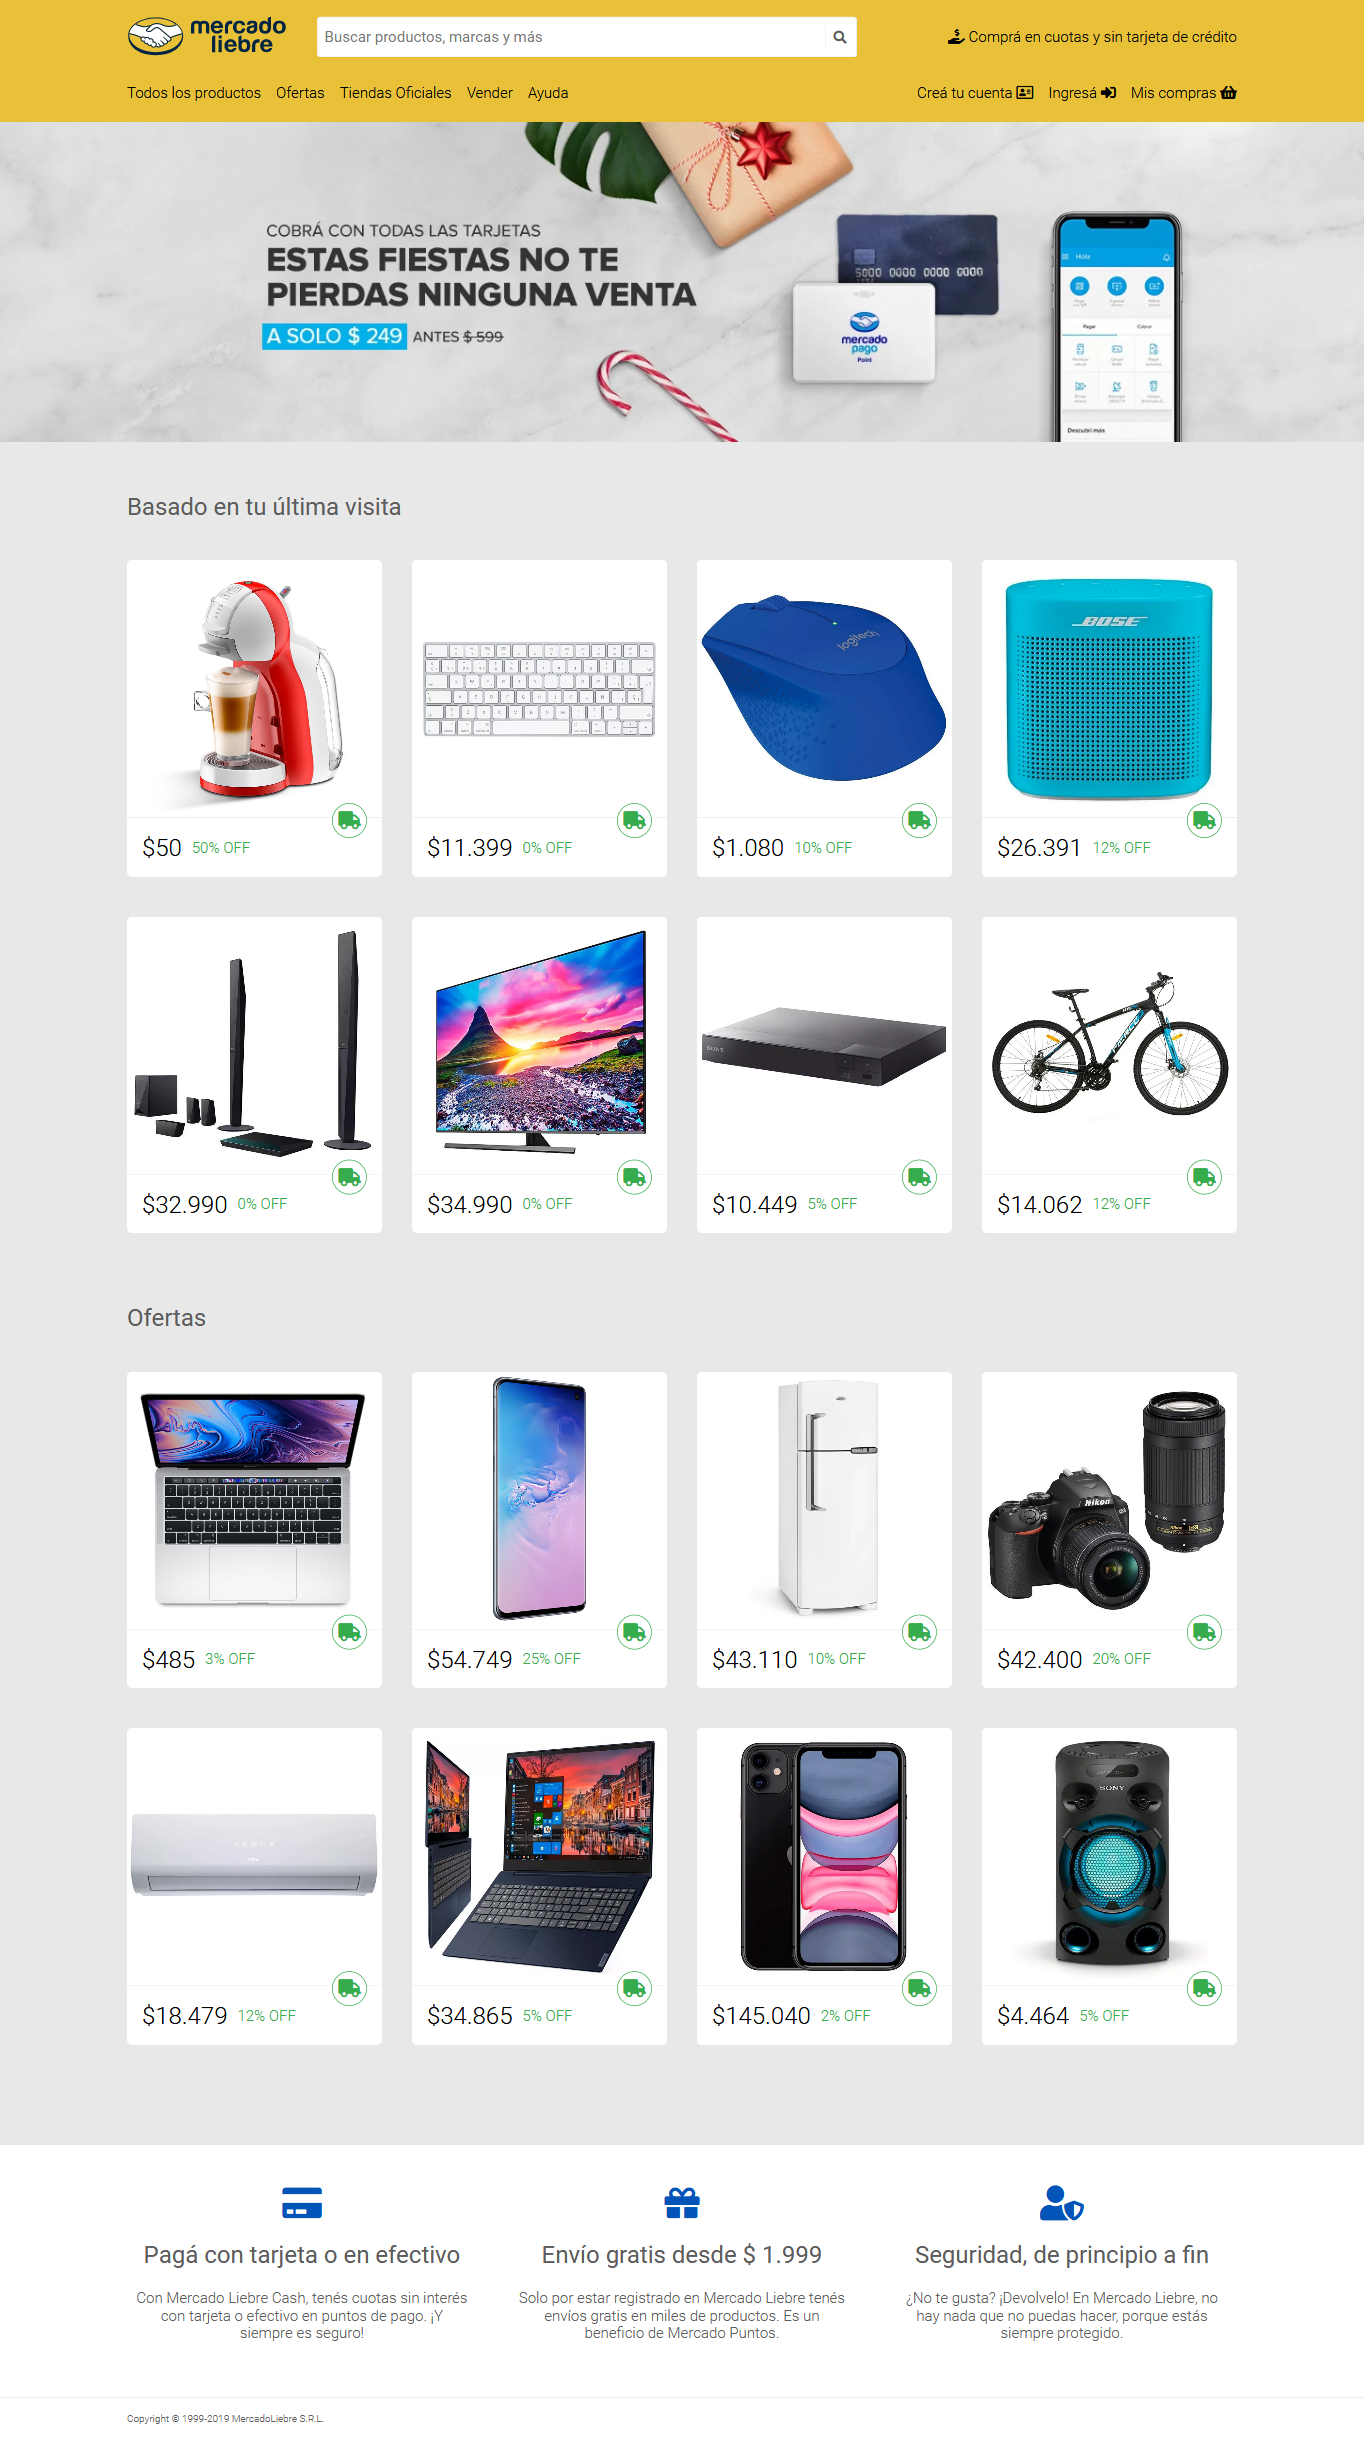 mercado
liebre
Buscar productos, marcas y más
Comprá en cuotas y sin tarjeta de crédito
Todos los productos Ofertas Tiendas Oficiales Vender Ayuda
Creá tu cuenta Ingresá Mis compras
COBRÁ CON TODAS LAS TARJETAS
ESTAS FIESTAS NO TE
PIERDAS NINGUNA VENTA
A SOLO $ 249 ANTES $ 599
5000 0000 0000 0000
mercado
pago
Point
Hola
Pagar Cobrar
Descubrí más
Basado en tu última visita
logitech
BOSE
$50 50% OFF
$11.399 0% OFF
$1.080 10% OFF
$26.391 12% OFF
SONY
FIERCE
$32.990 0% OFF
$34.990 0% OFF
$10.449 5% OFF
$14.062 12% OFF
Ofertas
Nikon
$485 3% OFF
$54.749 25% OFF
$43.110 10% OFF
$42.400 20% OFF
TCL
SONY
$18.479 12% OFF
$34.865 5% OFF
$145.040 2% OFF
$4.464 5% OFF
Pagá con tarjeta o en efectivo
Con Mercado Liebre Cash, tenés cuotas sin interés
con tarjeta o efectivo en puntos de pago. ¡Y
siempre es seguro!
Envío gratis desde $ 1.999
Solo por estar registrado en Mercado Liebre tenés
envíos gratis en miles de productos. Es un
beneficio de Mercado Puntos.
Seguridad, de principio a fin
¿No te gusta? ¡Devolvelo! En Mercado Liebre, no
hay nada que no puedas hacer, porque estás
siempre protegido.
Copyright © 1999-2019 MercadoLiebre S.R.L.